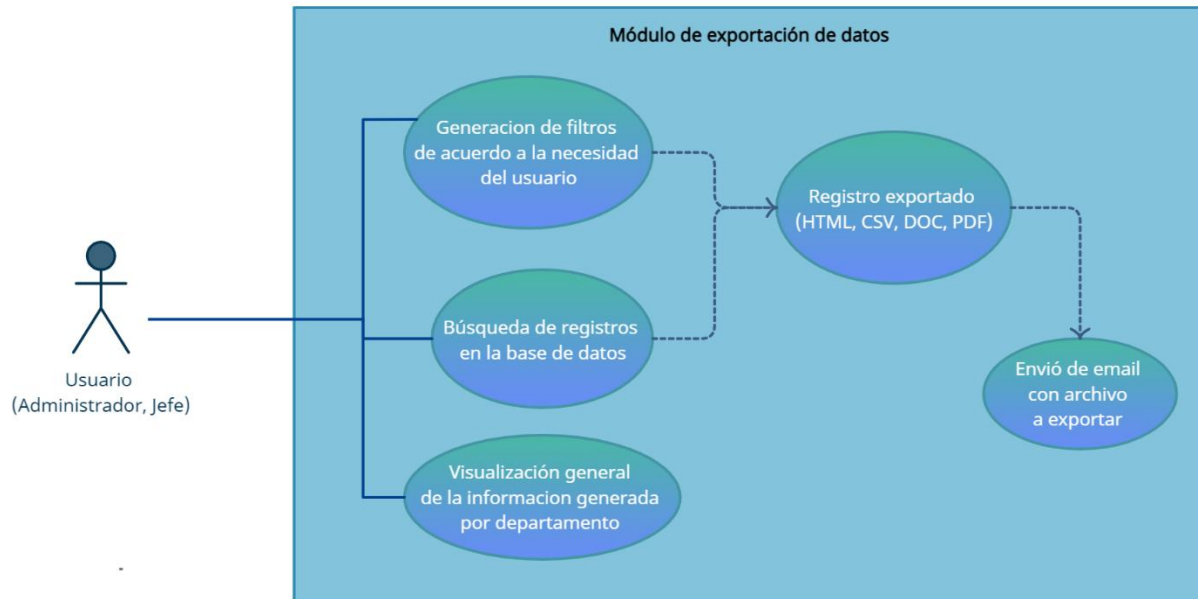 Módulo de exportación de datos
Generacion de filtros
de acuerdo a la necesidad
del usuario
Registro exportado
(HTML, CSV, DOC, PDF)
Búsqueda de registros
en la base de datos
Usuario
(Administrador, Jefe)
Envió de email
con archivo
a exportar
Visualización general
de la informacion generada
por departamento